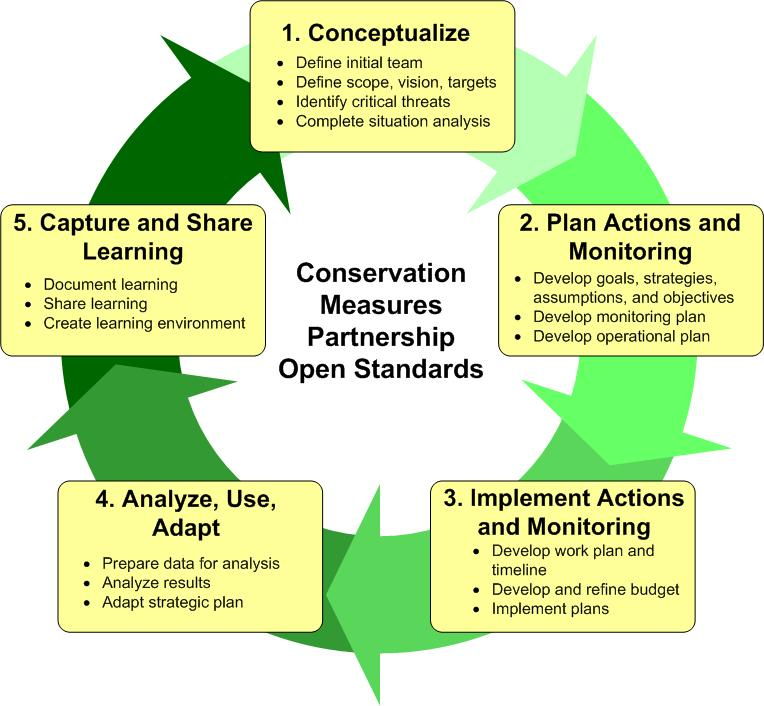 1. Conceptualize
• Define initial team
• Define scope, vision, targets
• Identify critical threats
• Complete situation analysis
2. Plan Actions and
Monitoring
• Develop goals, strategies,
assumptions, and objectives
• Develop monitoring plan
• Develop operational plan
3. Implement Actions
and Monitoring
• Develop work plan and
timeline
• Develop and refine budget
• Implement plans
4. Analyze, Use,
Adapt
• Prepare data for analysis
• Analyze results
• Adapt strategic plan
5. Capture and Share
Learning
• Document learning
• Share learning
• Create learning environment
Conservation
Measures
Partnership
Open Standards